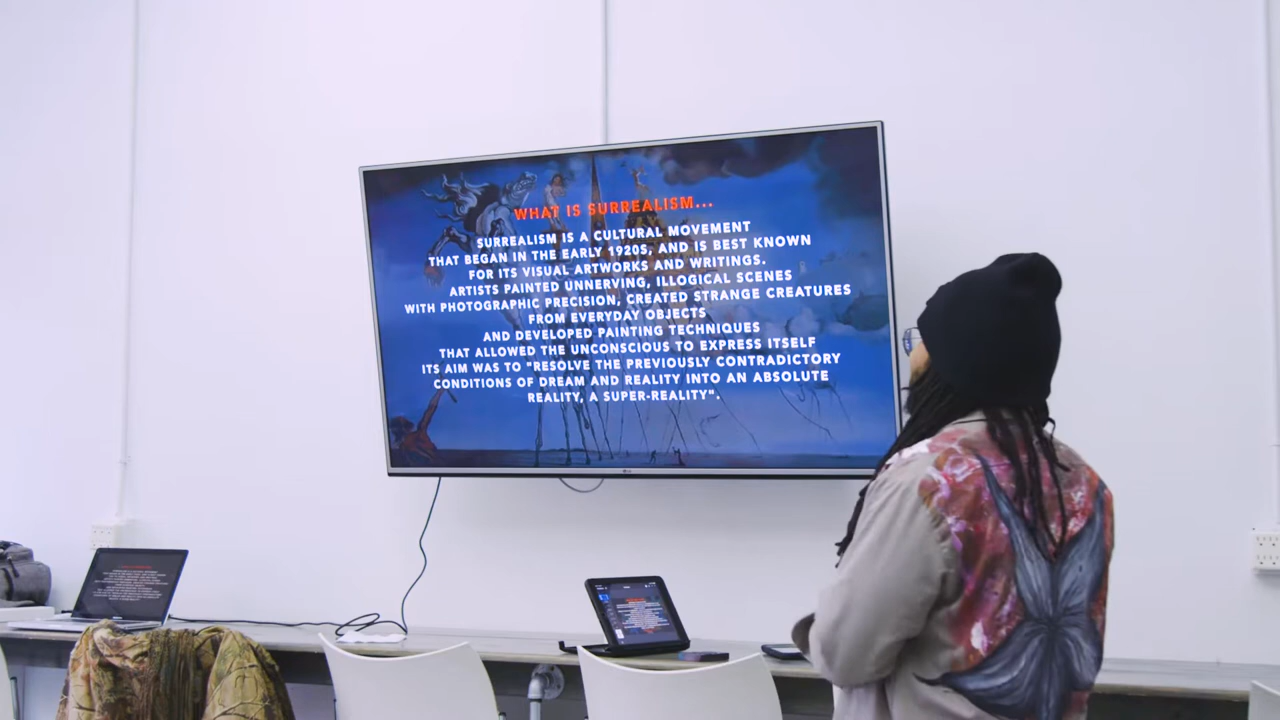 WHAT IS SURREALISM...
SURREALISM IS A CULTURAL MOVEMENT
THAT BEGAN IN THE EARLY 1920S, AND IS BEST KNOWN
FOR ITS VISUAL ARTWORKS AND WRITINGS.
ARTISTS PAINTED UNNERVING, ILLOGICAL SCENES
WITH PHOTOGRAPHIC PRECISION, CREATED STRANGE CREATURES
FROM EVERYDAY OBJECTS
AND DEVELOPED PAINTING TECHNIQUES
THAT ALLOWED THE UNCONSCIOUS TO EXPRESS ITSELF
ITS AIM WAS TO "RESOLVE THE PREVIOUSLY CONTRADICTORY
CONDITIONS OF DREAM AND REALITY INTO AN ABSOLUTE
REALITY, A SUPER-REALITY".
LG